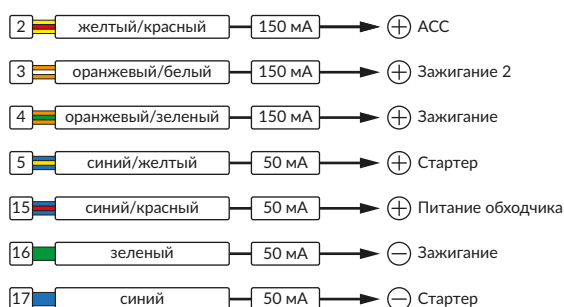 2 желтый/красный 150 мА + ACC
3 оранжевый/белый 150 мА + Зажигание 2
4 оранжевый/зеленый 150 мА + Зажигание
5 синий/желтый 50 мА + Стартер
15 синий/красный 50 мА + Питание обходчика
16 зеленый 50 мА − Зажигание
17 синий 50 мА − Стартер